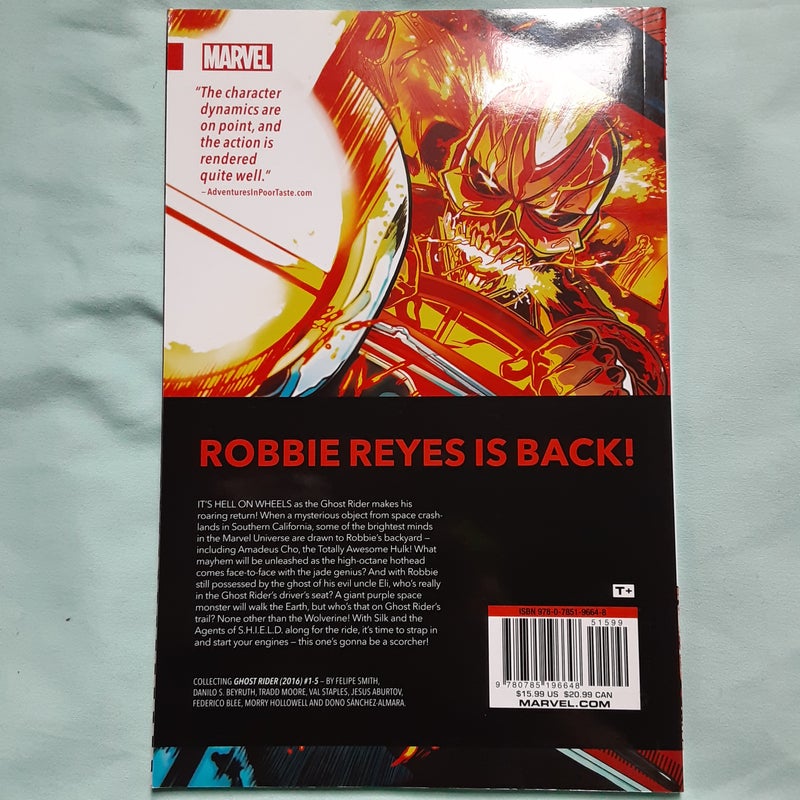 MARVEL
"The character
dynamics are
on point, and
the action is
rendered
quite well."
– AdventuresInPoorTaste.com
ROBBIE REYES IS BACK!
IT'S HELL ON WHEELS as the Ghost Rider makes his
roaring return! When a mysterious object from space crash-
lands in Southern California, some of the brightest minds
in the Marvel Universe are drawn to Robbie's backyard –
including Amadeus Cho, the Totally Awesome Hulk! What
mayhem will be unleashed as the high-octane hothead
comes face-to-face with the jade genius? And with Robbie
still possessed by the ghost of his evil uncle Eli, who's really
in the Ghost Rider's driver's seat? A giant purple space
monster will walk the Earth, but who's that on Ghost Rider's
trail? None other than the Wolverine! With Silk and the
Agents of S.H.I.E.L.D. along for the ride, it's time to strap in
and start your engines – this one's gonna be a scorcher!
COLLECTING GHOST RIDER (2016) #1-5 – BY FELIPE SMITH,
DANILO S. BEYRUTH, TRADD MOORE, VAL STAPLES, JESUS ABURTOV,
FEDERICO BLEE, MORRY HOLLOWELL AND DONO SÁNCHEZ-ALMARA.
T+
ISBN 978-0-7851-9664-8
51599
9 780785 196648
$15.99 US $20.99 CAN
MARVEL.COM